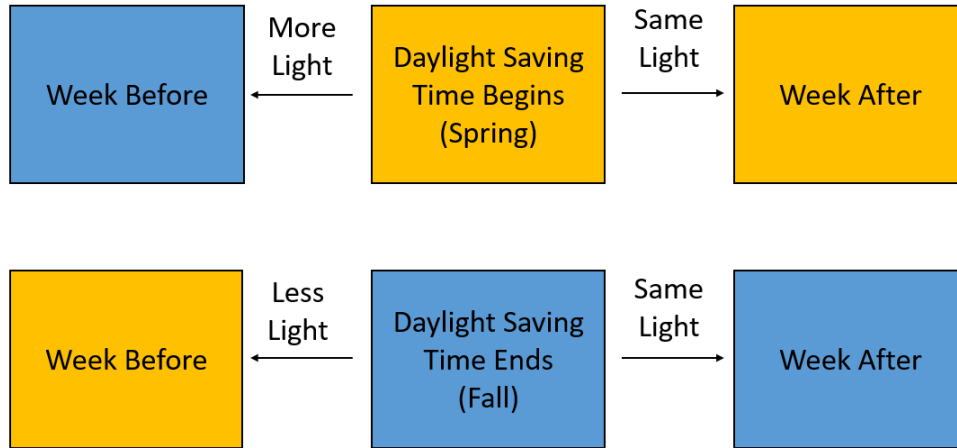 More
Light
Same
Light
Week Before
Daylight Saving
Time Begins
(Spring)
Week After
Less
Light
Same
Light
Week Before
Daylight Saving
Time Ends
(Fall)
Week After